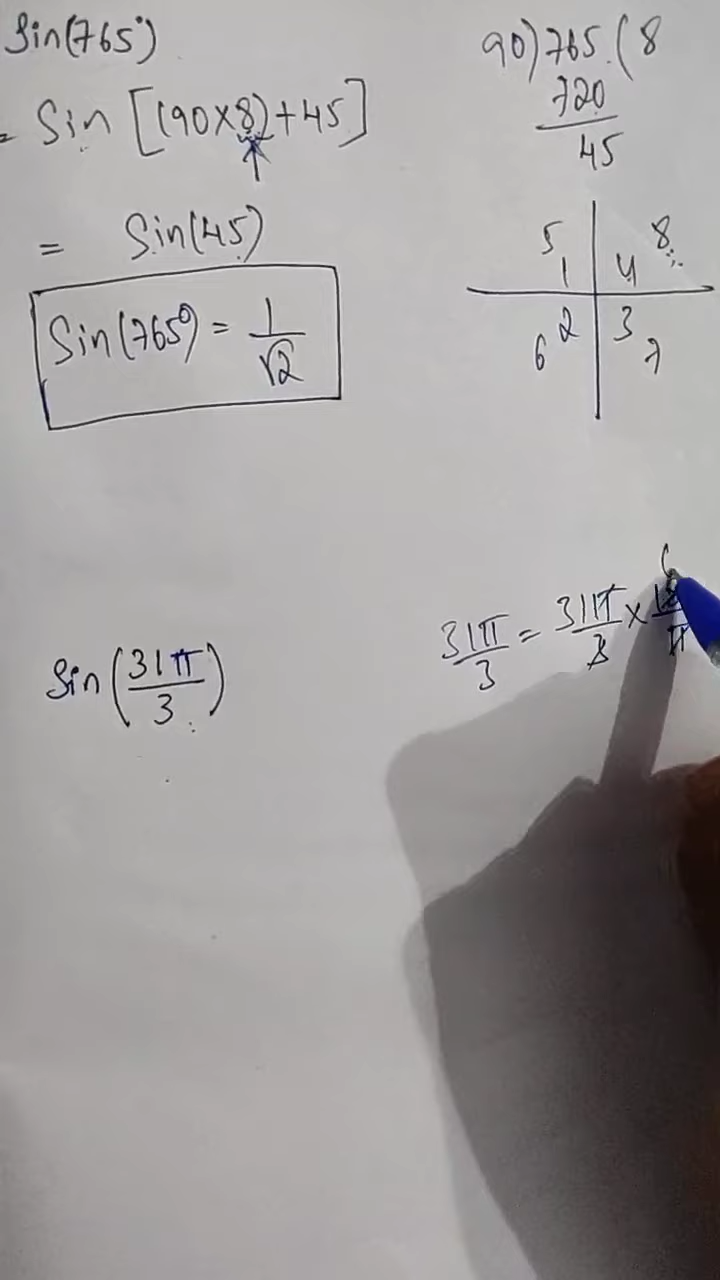 Sin(765°)
= Sin [(90×8)+45]
= Sin(45)
Sin(765°) = 1/√2
90)765(8
720
45
5 8
1 4
2 3
6 7
Sin(31π/3)
31π/3 = 31π/3 ×